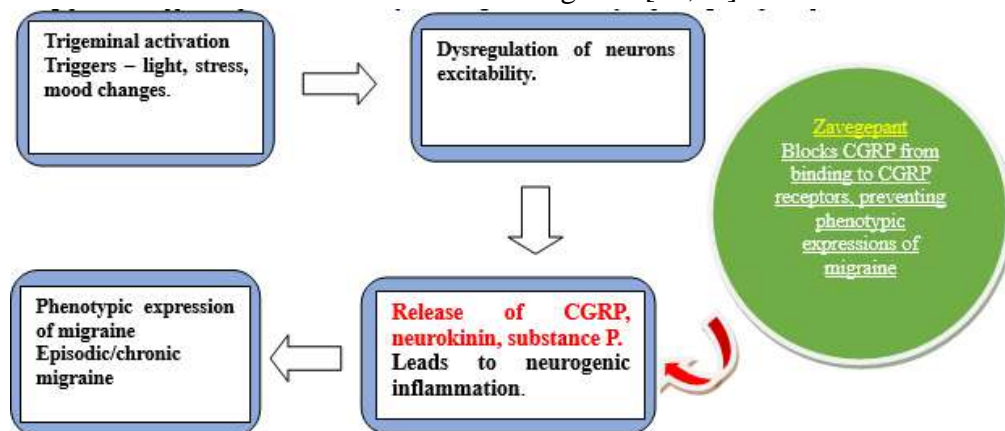 Trigeminal activation
Triggers – light, stress,
mood changes.
Dysregulation of neurons
excitability.
Zavegepant
Blocks CGRP from
binding to CGRP
receptors, preventing
phenotypic
expressions of
migraine
Release of CGRP,
neurokinin, substance P.
Leads to neurogenic
inflammation.
Phenotypic expression
of migraine
Episodic/chronic
migraine